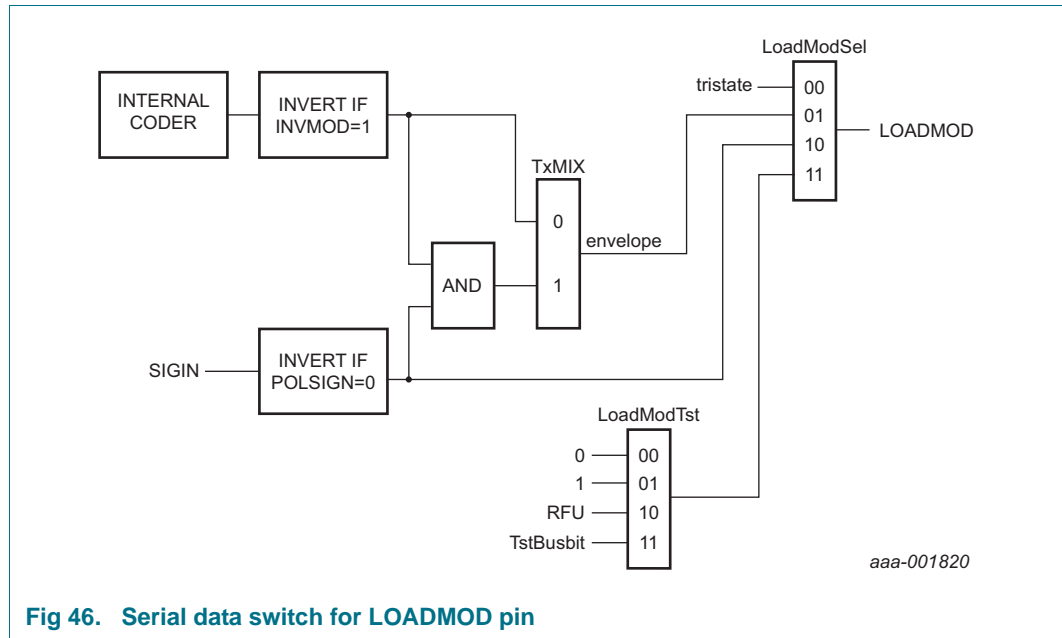 LoadModSel
tristate
00
01
10
11
LOADMOD
INTERNAL
CODER
INVERT IF
INVMOD=1
TxMIX
0
1
envelope
AND
SIGIN
INVERT IF
POLSIGN=0
LoadModTst
0
00
1
01
RFU
10
TstBusbit
11
aaa-001820
Fig 46. Serial data switch for LOADMOD pin